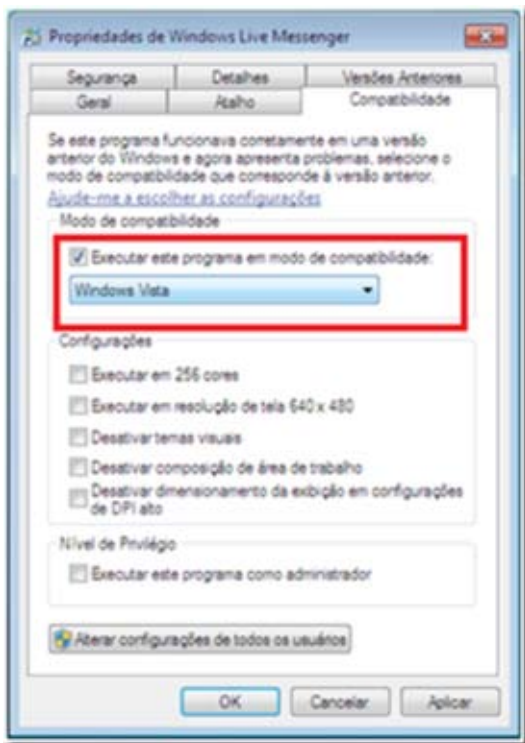 Propriedades de Windows Live Messenger
Segurança Detalhes Versões Anteriores
Geral Atalho Compatibilidade
Se este programa funcionava corretamente em uma versão
anterior do Windows e agora apresenta problemas, selecione o
modo de compatibilidade que corresponde à versão anterior.
Ajude-me a escolher as configurações
Modo de compatibilidade
Executar este programa em modo de compatibilidade:
Windows Vista
Configurações
Executar em 256 cores
Executar em resolução de tela 640 x 480
Desativar temas visuais
Desativar composição de área de trabalho
Desativar dimensionamento da exibição em configurações
de DPI alto
Nível de Privilégio
Executar este programa como administrador
Alterar configurações de todos os usuários
OK Cancelar Aplicar